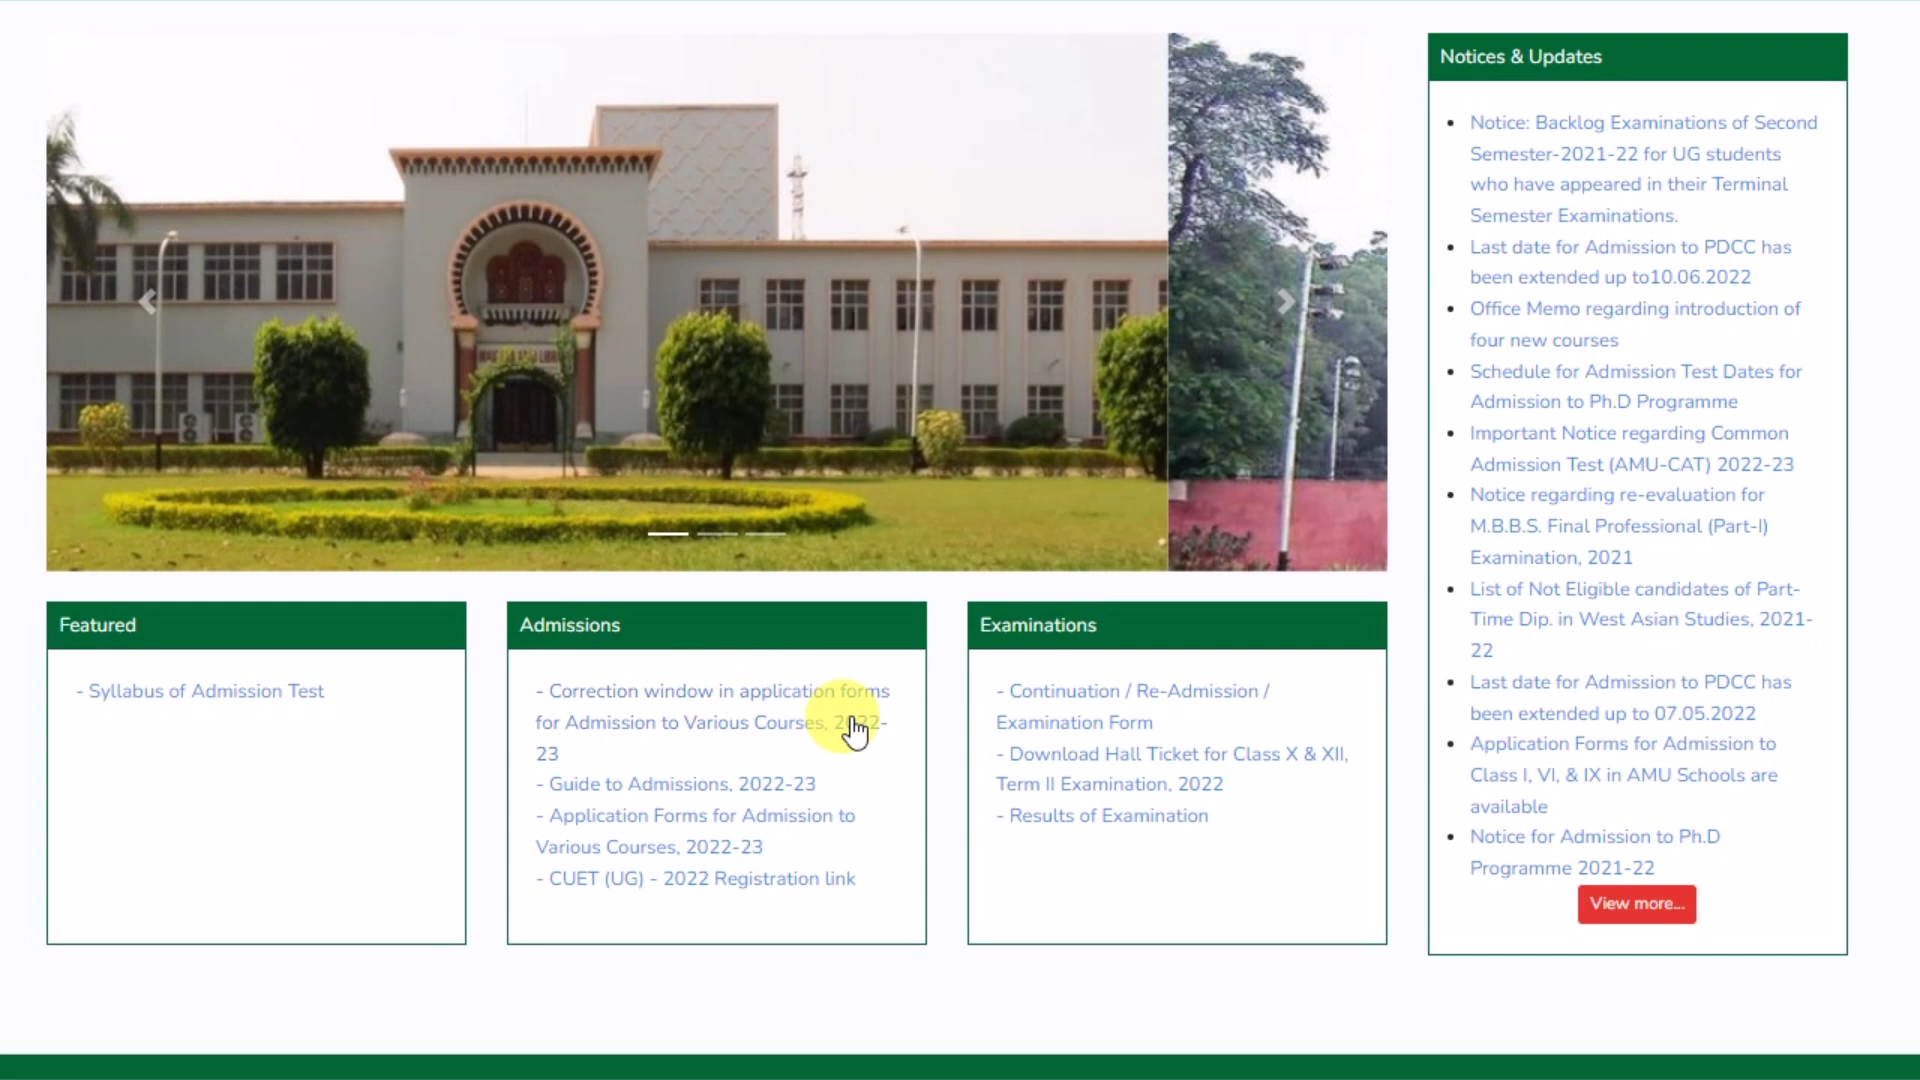 Notices & Updates
Notice: Backlog Examinations of Second
Semester-2021-22 for UG students
who have appeared in their Terminal
Semester Examinations.
Last date for Admission to PDCC has
been extended up to10.06.2022
Office Memo regarding introduction of
four new courses
Schedule for Admission Test Dates for
Admission to Ph.D Programme
Important Notice regarding Common
Admission Test (AMU-CAT) 2022-23
Notice regarding re-evaluation for
M.B.B.S. Final Professional (Part-I)
Examination, 2021
List of Not Eligible candidates of Part-
Time Dip. in West Asian Studies, 2021-
22
Last date for Admission to PDCC has
been extended up to 07.05.2022
Application Forms for Admission to
Class I, VI, & IX in AMU Schools are
available
Notice for Admission to Ph.D
Programme 2021-22
View more...
Featured
- Syllabus of Admission Test
Admissions
- Correction window in application forms
for Admission to Various Courses, 2022-
23
- Guide to Admissions, 2022-23
- Application Forms for Admission to
Various Courses, 2022-23
- CUET (UG) - 2022 Registration link
Examinations
- Continuation / Re-Admission /
Examination Form
- Download Hall Ticket for Class X & XII,
Term II Examination, 2022
- Results of Examination